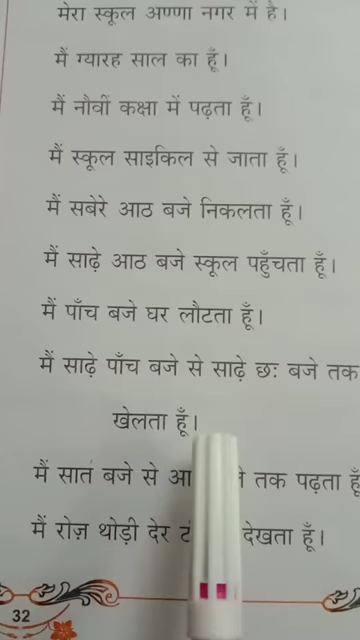 मेरा स्कूल अण्णा नगर में है।
मैं ग्यारह साल का हूँ।
मैं नौवीं कक्षा में पढ़ता हूँ।
मैं स्कूल साइकिल से जाता हूँ।
मैं सबेरे आठ बजे निकलता हूँ।
मैं साढ़े आठ बजे स्कूल पहुँचता हूँ।
मैं पाँच बजे घर लौटता हूँ।
मैं साढ़े पाँच बजे से साढ़े छः बजे तक
खेलता हूँ।
मैं सात बजे से तक पढ़ता हूँ
मैं रोज़ थोड़ी देर देखता हूँ।
32